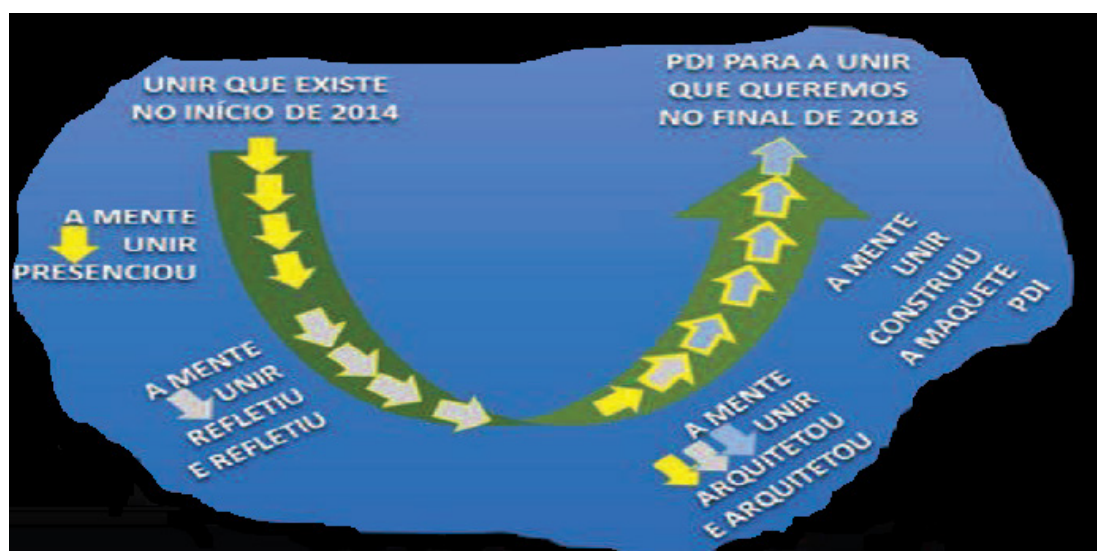 UNIR QUE EXISTE
NO INÍCIO DE 2014
PDI PARA A UNIR
QUE QUEREMOS
NO FINAL DE 2018
A MENTE
UNIR
PRESENCIOU
A MENTE
UNIR
REFLETIU
E REFLETIU
A MENTE
UNIR
ARQUITETOU
E ARQUITETOU
A MENTE
UNIR
CONSTRUIU
A MAQUETE
PDI